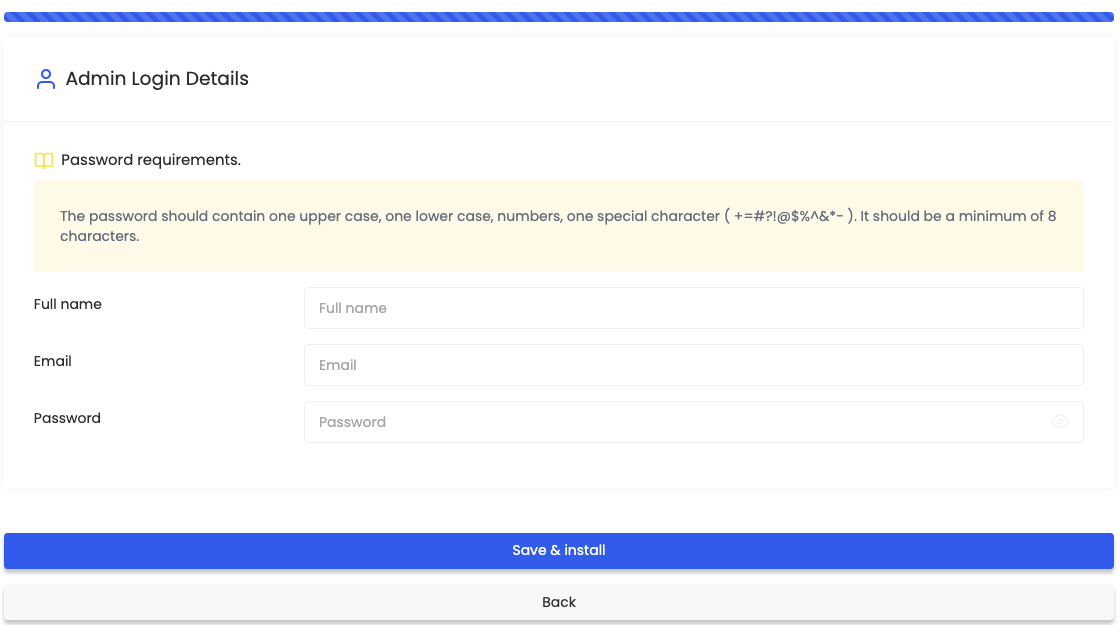 Admin Login Details
Password requirements.
The password should contain one upper case, one lower case, numbers, one special character ( +=#?!@$%^&*- ). It should be a minimum of 8
characters.
Full name
Full name
Email
Email
Password
Password
Save & install
Back